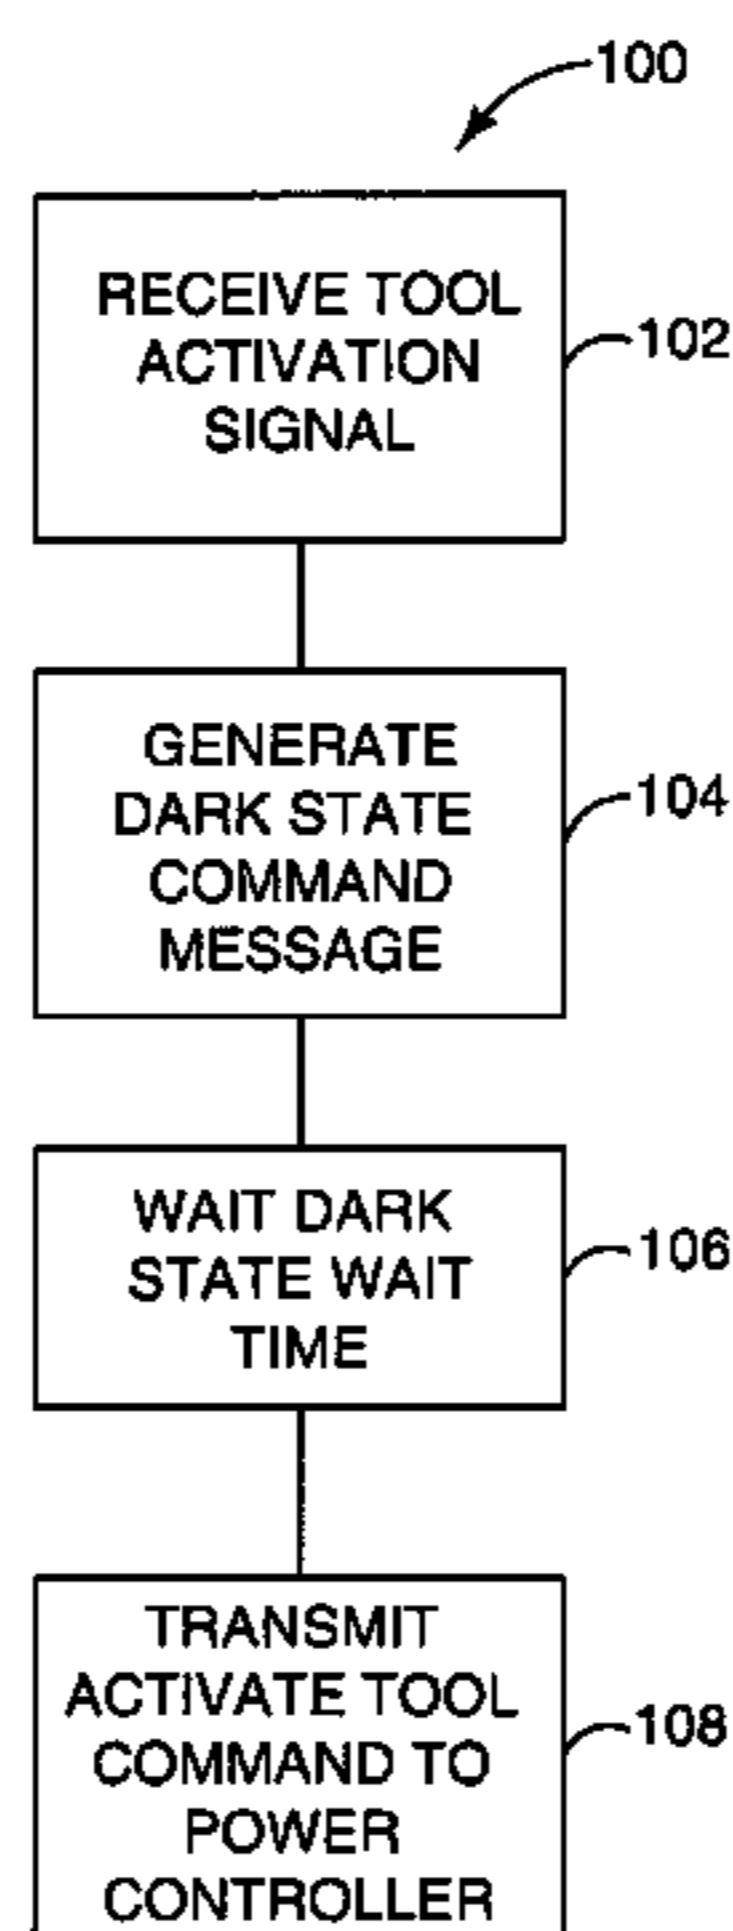 100
RECEIVE TOOL
ACTIVATION
SIGNAL
102
GENERATE
DARK STATE
COMMAND
MESSAGE
104
WAIT DARK
STATE WAIT
TIME
106
TRANSMIT
ACTIVATE TOOL
COMMAND TO
POWER
CONTROLLER
108